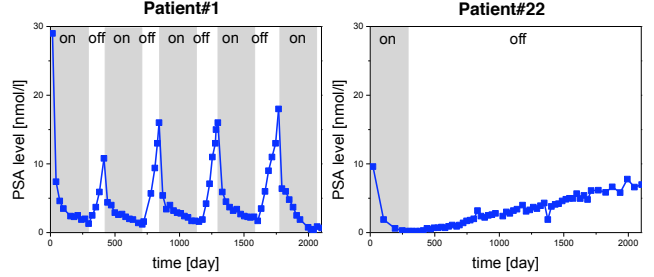 Patient#1
Patient#22
on off on off on off on off on
on off
PSA level [nmol/l]
30
20
10
0
0 500 1000 1500 2000
time [day]
PSA level [nmol/l]
30
20
10
0
0 500 1000 1500 2000
time [day]